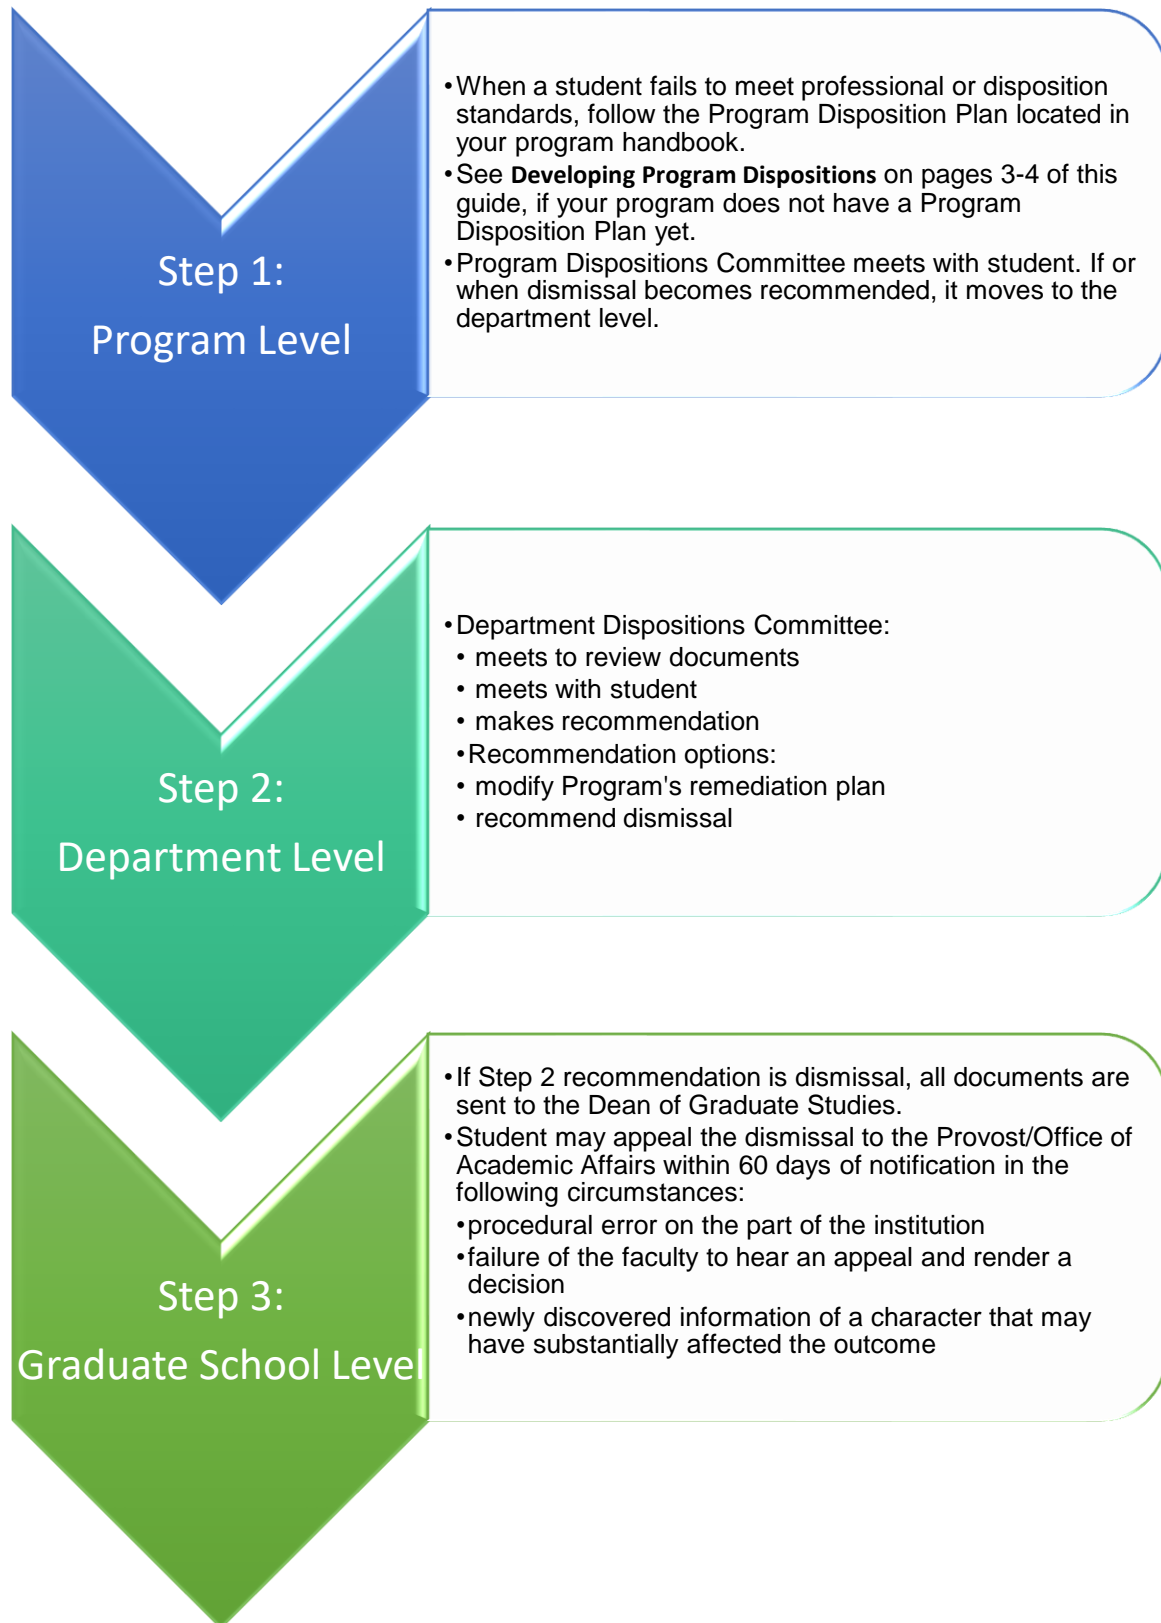 Step 1:
Program Level
•When a student fails to meet professional or disposition
standards, follow the Program Disposition Plan located in
your program handbook.
•See Developing Program Dispositions on pages 3-4 of this
guide, if your program does not have a Program
Disposition Plan yet.
•Program Dispositions Committee meets with student. If or
when dismissal becomes recommended, it moves to the
department level.
Step 2:
Department Level
•Department Dispositions Committee:
• meets to review documents
• meets with student
• makes recommendation
•Recommendation options:
• modify Program's remediation plan
• recommend dismissal
Step 3:
Graduate School Level
•If Step 2 recommendation is dismissal, all documents are
sent to the Dean of Graduate Studies.
•Student may appeal the dismissal to the Provost/Office of
Academic Affairs within 60 days of notification in the
following circumstances:
•procedural error on the part of the institution
•failure of the faculty to hear an appeal and render a
decision
•newly discovered information of a character that may
have substantially affected the outcome